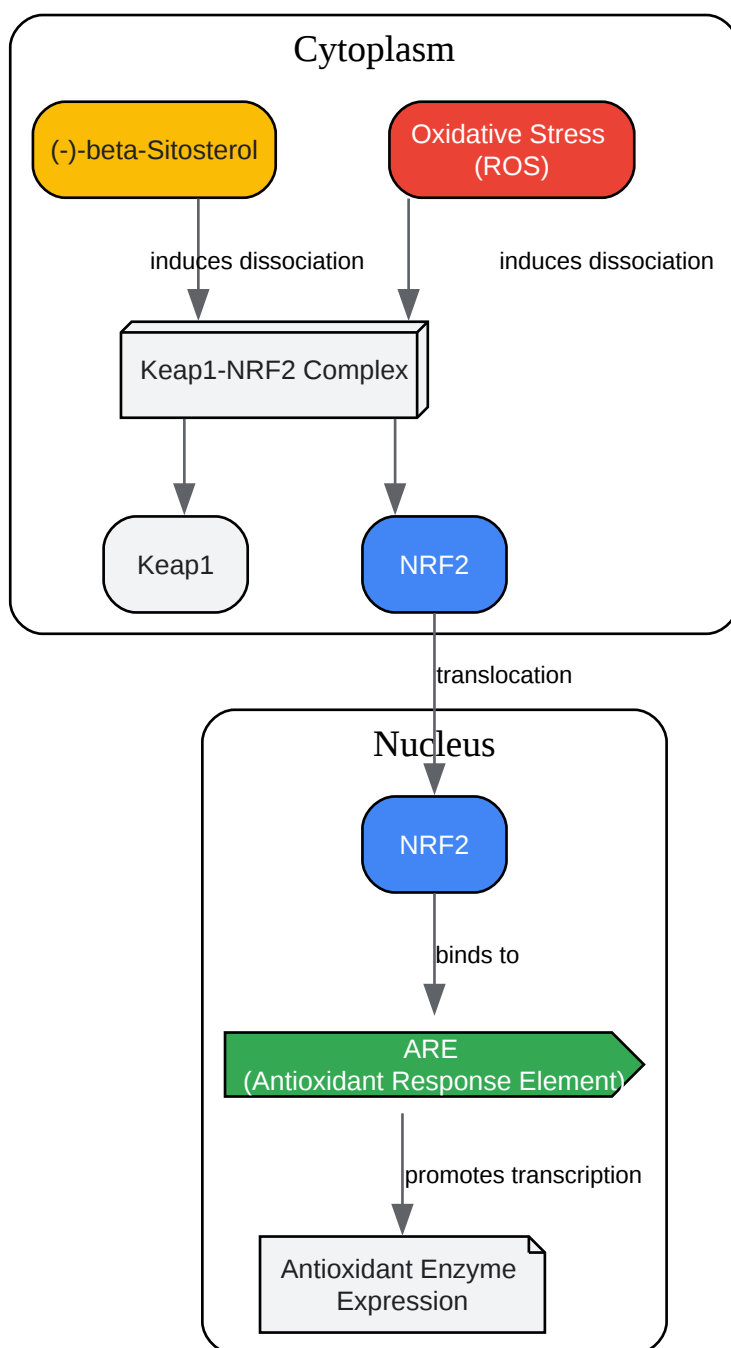 Cytoplasm
(-)-beta-Sitosterol
Oxidative Stress
(ROS)
induces dissociation
induces dissociation
Keap1-NRF2 Complex
Keap1
NRF2
translocation
Nucleus
NRF2
binds to
ARE
(Antioxidant Response Element)
promotes transcription
Antioxidant Enzyme
Expression